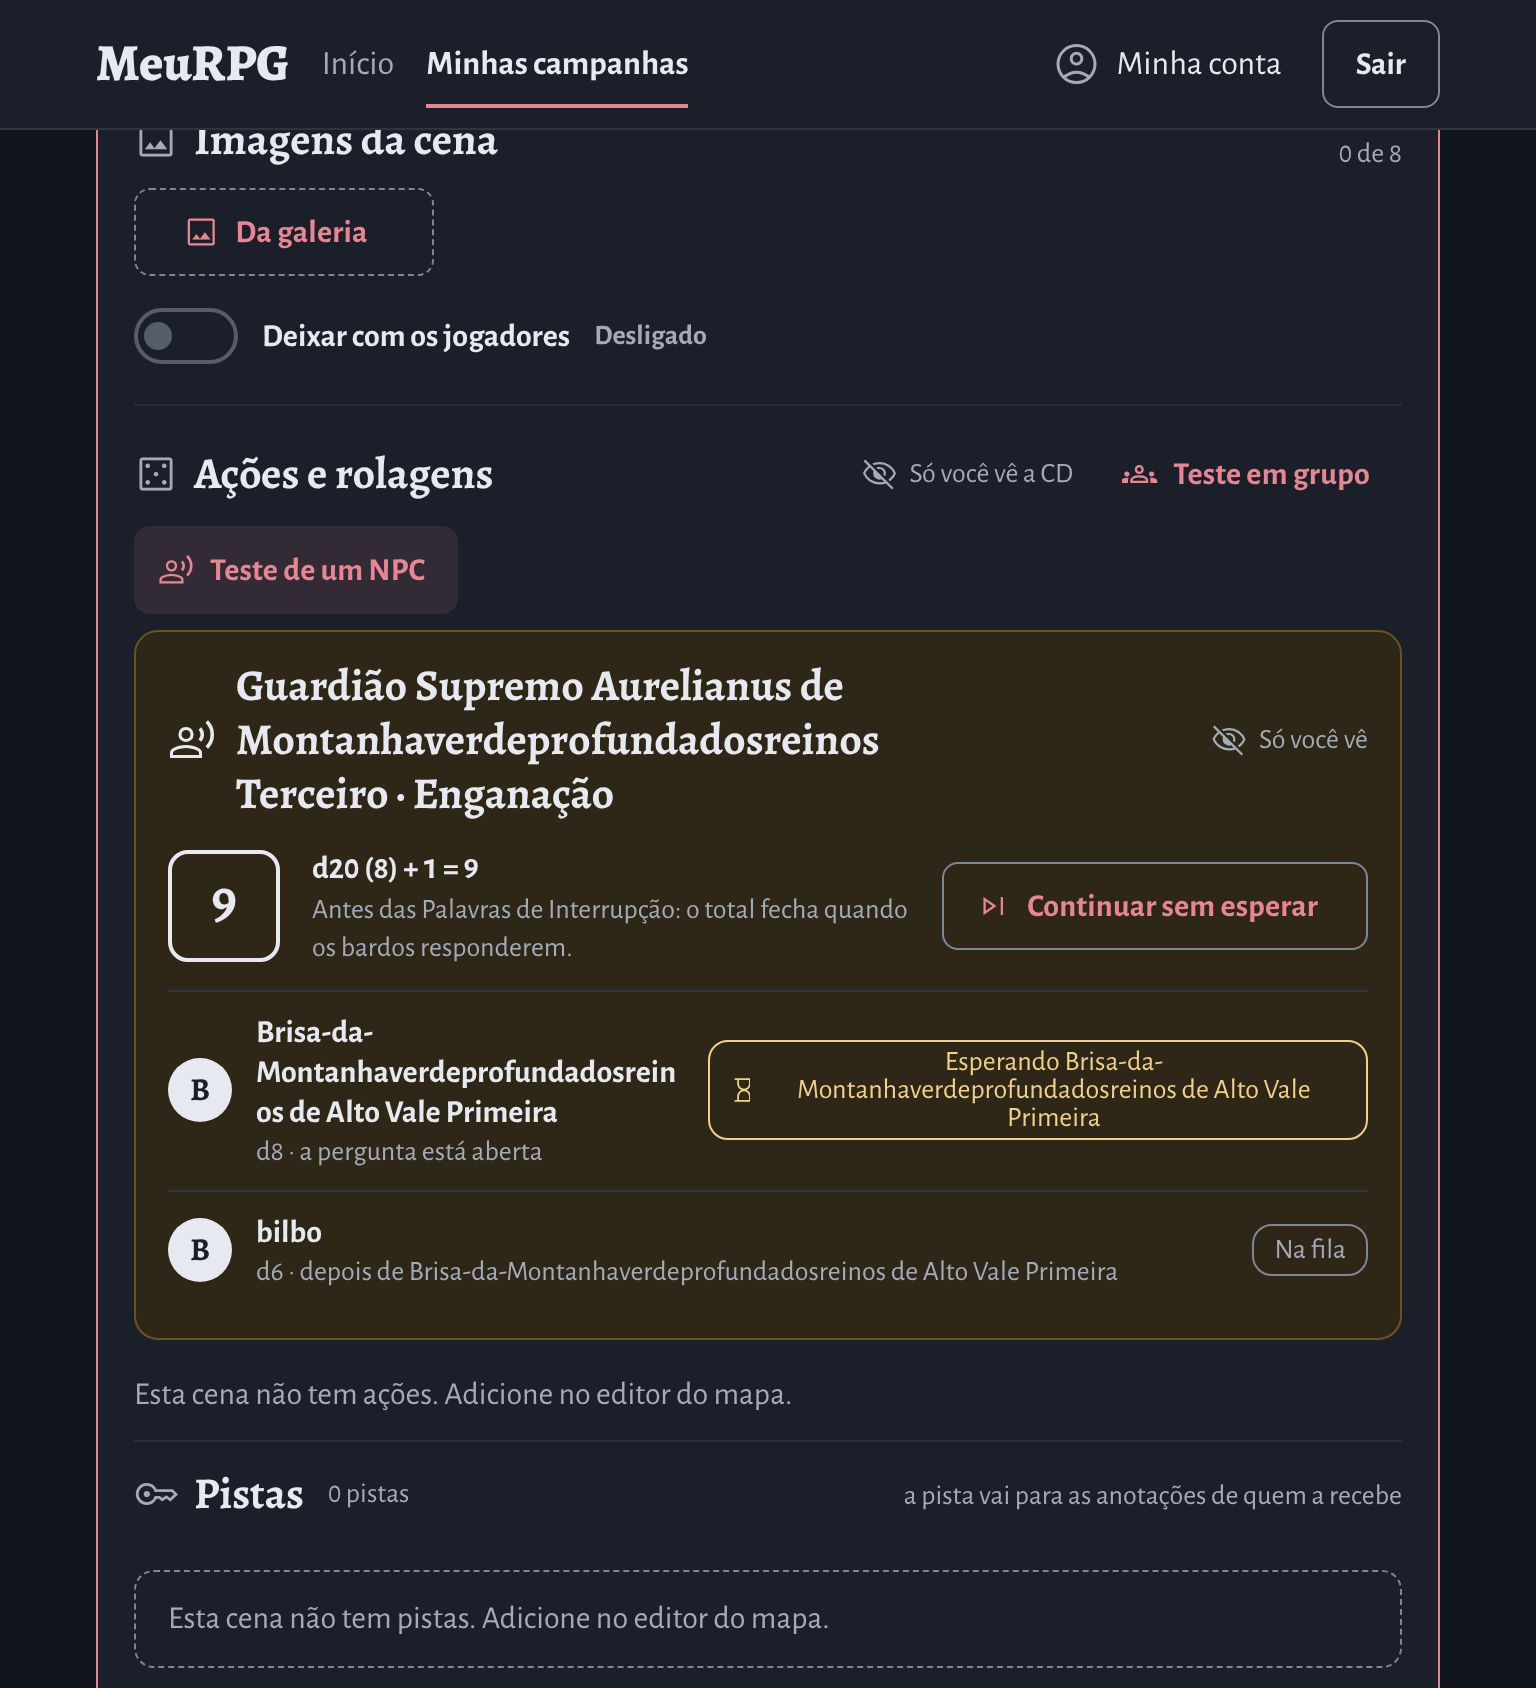 MeuRPG
Início
Minhas campanhas
Minha conta
Sair
Imagens da cena
0 de 8
Da galeria
Deixar com os jogadores
Desligado
Ações e rolagens
Só você vê a CD
Teste em grupo
Teste de um NPC
Guardião Supremo Aurelianus de
Montanhaverdeprofundadosreinos
Terceiro · Enganação
Só você vê
9
d20 (8) + 1 = 9
Antes das Palavras de Interrupção: o total fecha quando
os bardos responderem.
Continuar sem esperar
B
Brisa-da-
Montanhaverdeprofundadosrein
os de Alto Vale Primeira
d8 · a pergunta está aberta
Esperando Brisa-da-
Montanhaverdeprofundadosreinos de Alto Vale
Primeira
B
bilbo
d6 · depois de Brisa-da-Montanhaverdeprofundadosreinos de Alto Vale Primeira
Na fila
Esta cena não tem ações. Adicione no editor do mapa.
Pistas
0 pistas
a pista vai para as anotações de quem a recebe
Esta cena não tem pistas. Adicione no editor do mapa.